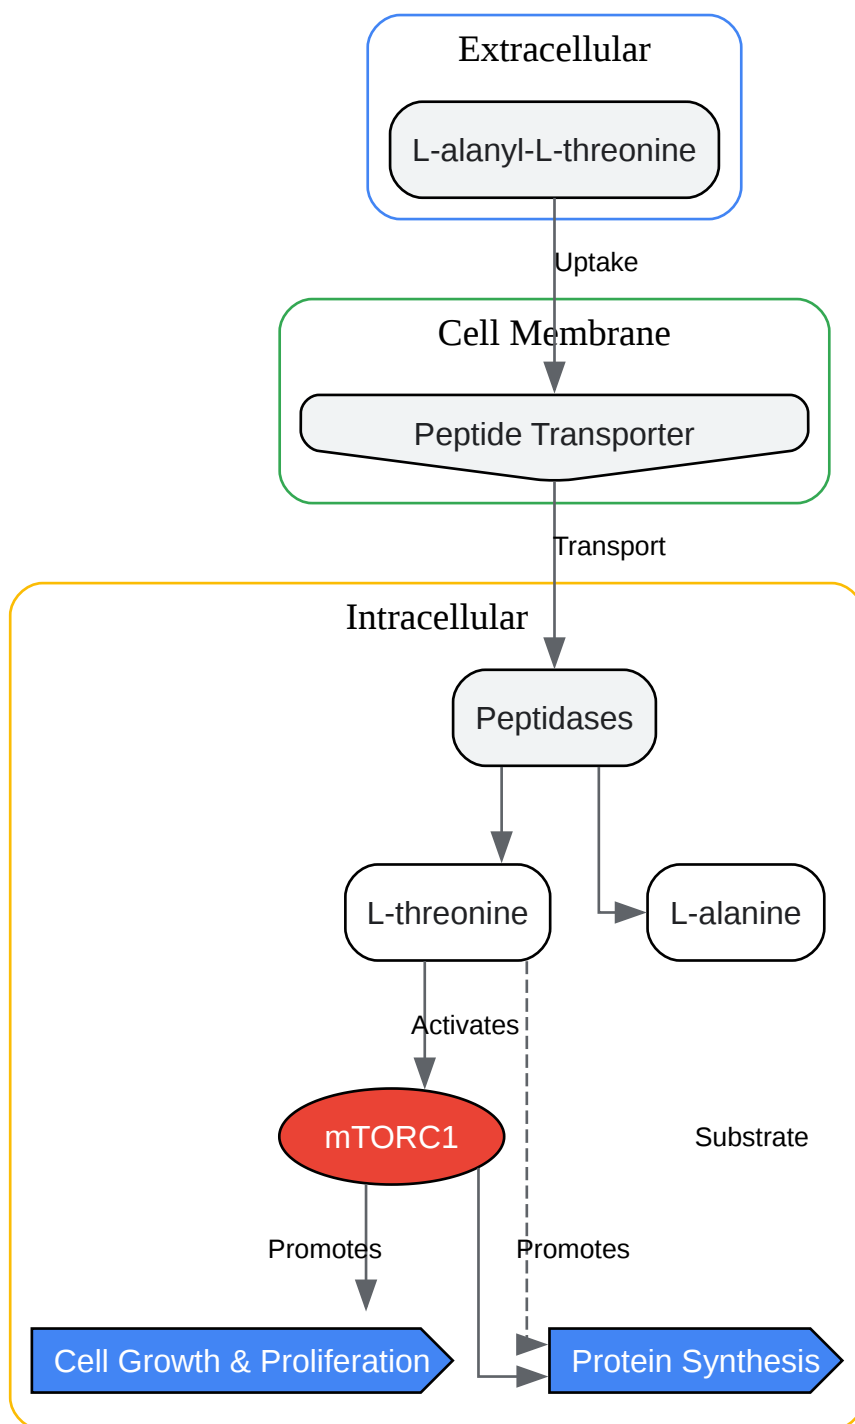 Extracellular
L-alanyl-L-threonine
Uptake
Cell Membrane
Peptide Transporter
Transport
Intracellular
Peptidases
L-threonine
L-alanine
Activates
mTORC1
Substrate
Promotes
Promotes
Cell Growth & Proliferation
Protein Synthesis